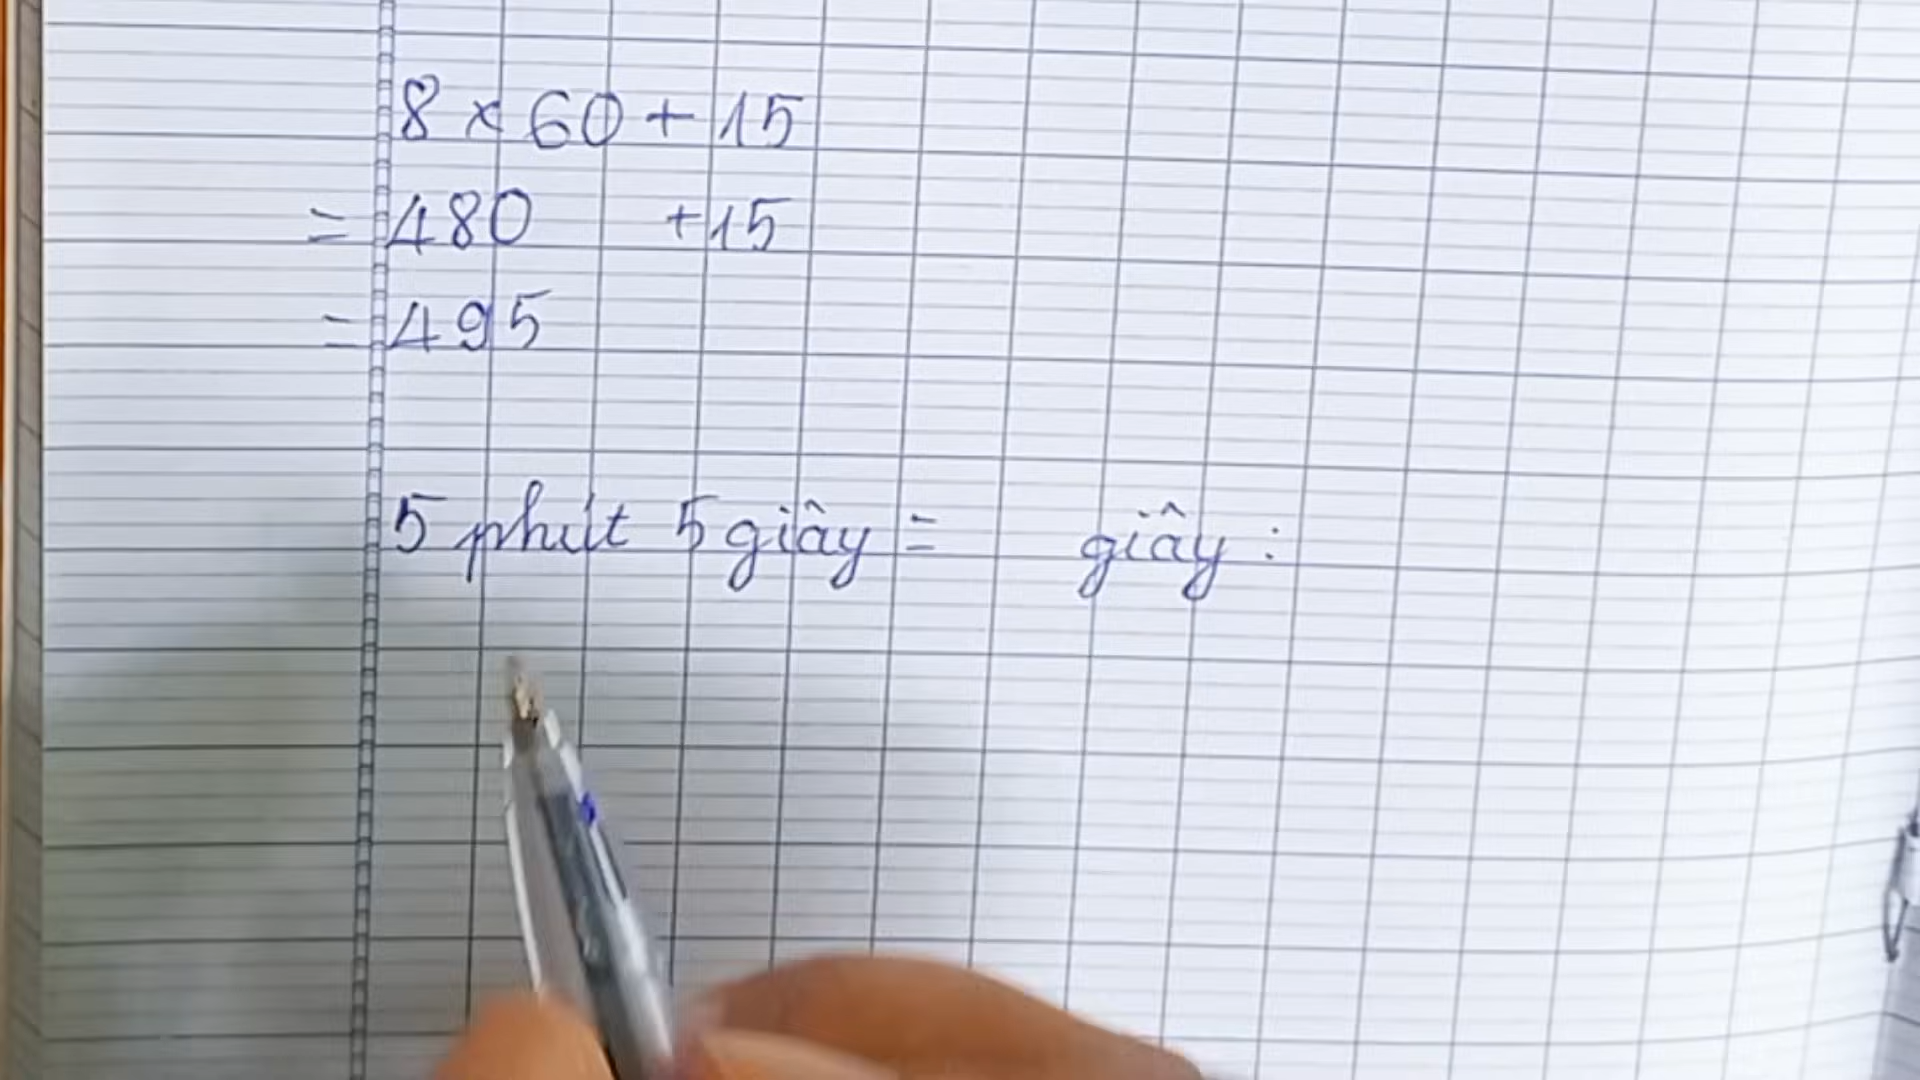 8 × 60 + 15
= 480 + 15
= 495
5 phút 5 giây = giây :